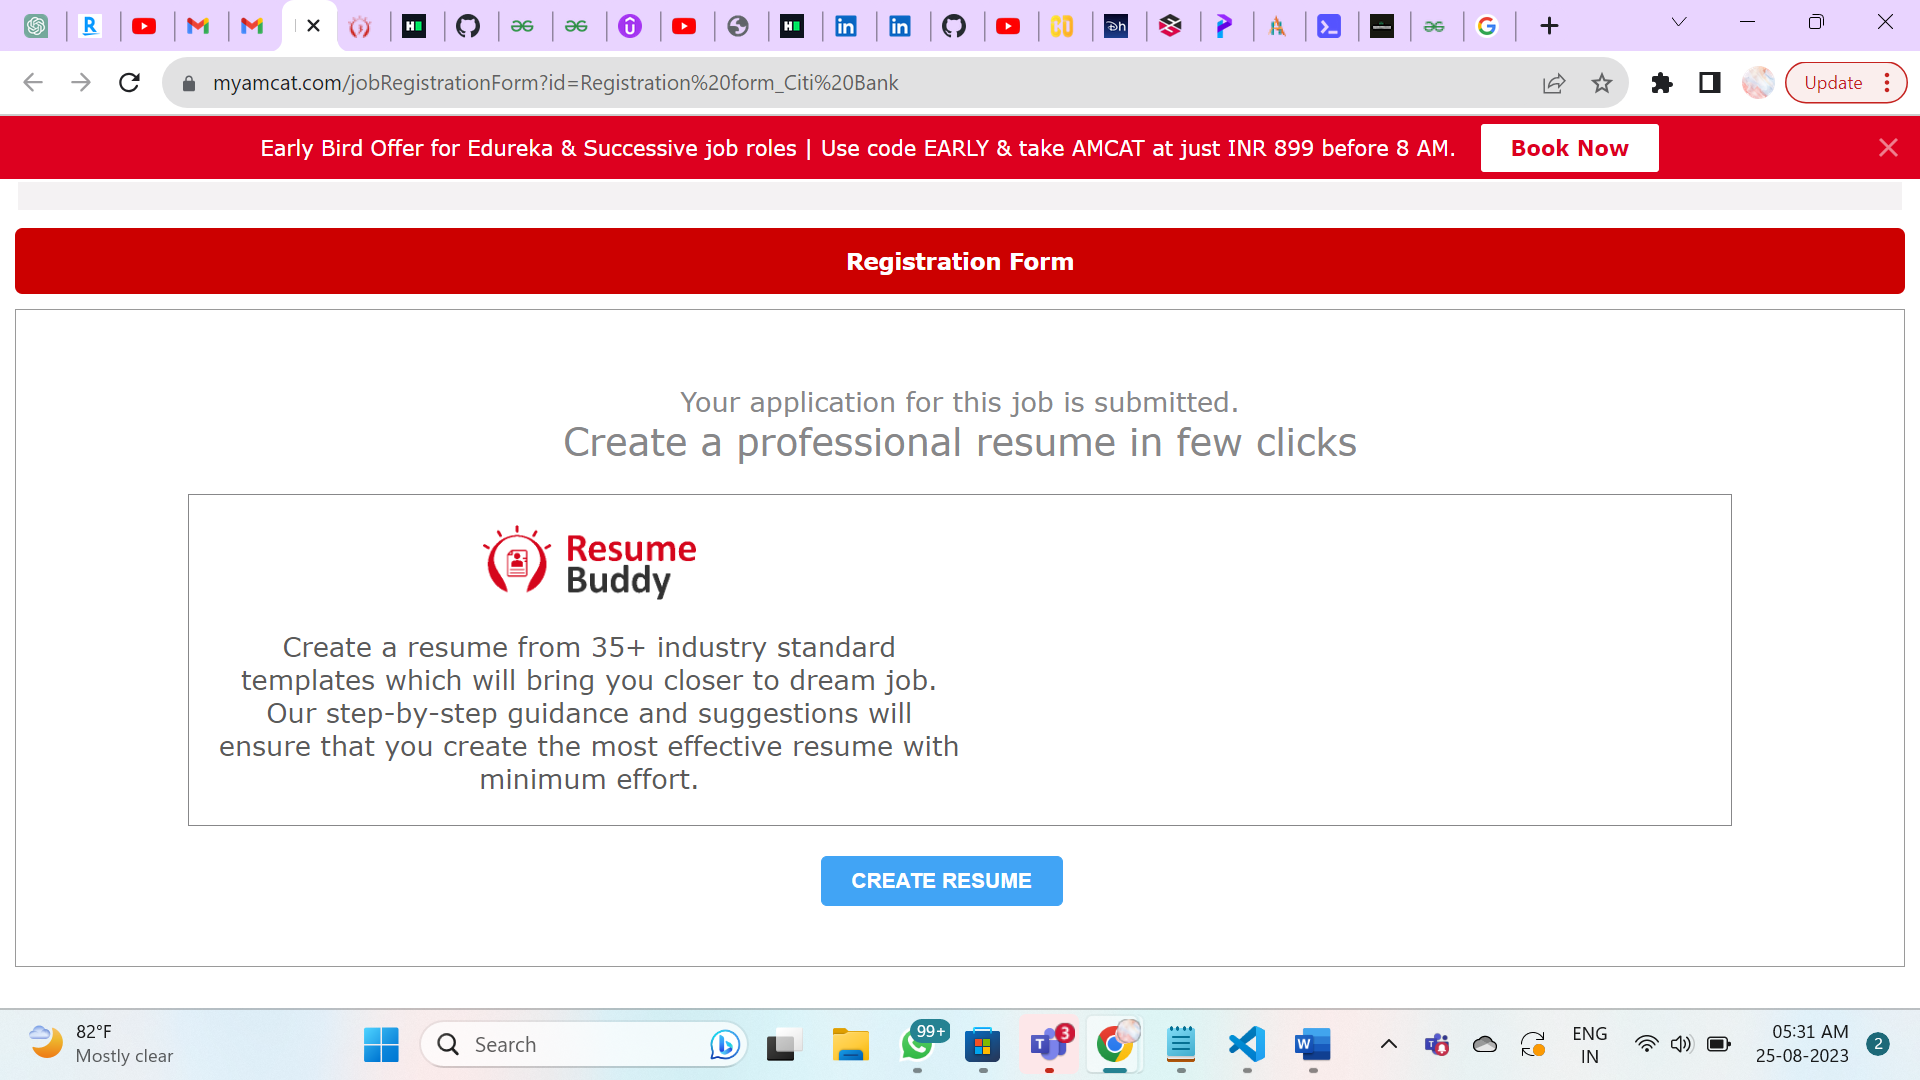 myamcat.com/jobRegistrationForm?id=Registration%20form_Citi%20Bank
Update
Early Bird Offer for Edureka & Successive job roles | Use code EARLY & take AMCAT at just INR 899 before 8 AM.
Book Now
Registration Form
Your application for this job is submitted.
Create a professional resume in few clicks
Resume
Buddy
Create a resume from 35+ industry standard
templates which will bring you closer to dream job.
Our step-by-step guidance and suggestions will
ensure that you create the most effective resume with
minimum effort.
CREATE RESUME
82°F
Mostly clear
Search
99+
3
ENG
IN
05:31 AM
25-08-2023
2